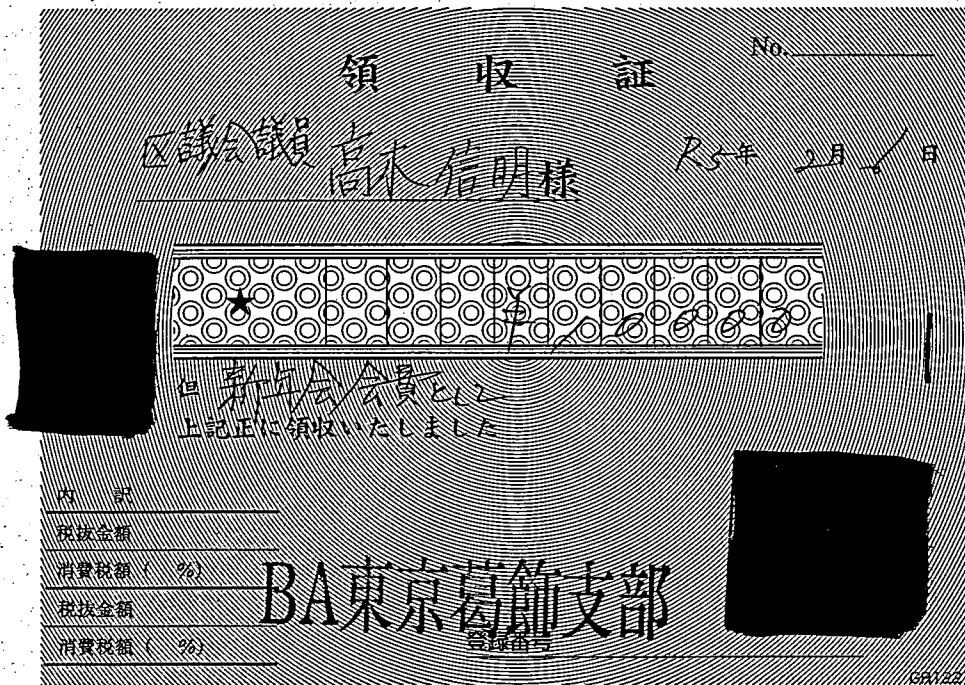 No.
領収証
区議会議員 高木信明様
R5年 2月 1日
★ ¥10000
但 新年会会費として
上記正に領収いたしました
内訳
税抜金額
消費税額(　%)
税抜金額
消費税額(　%)
BA東京葛飾支部
登録番号
GR122